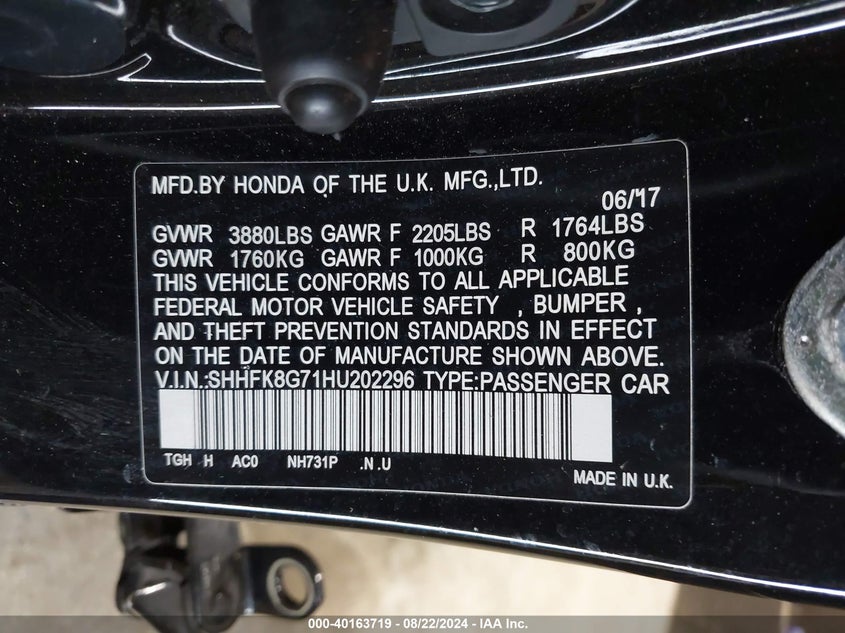 MFD.BY HONDA OF THE U.K. MFG.,LTD.
06/17
GVWR 3880LBS GAWR F 2205LBS R 1764LBS
GVWR 1760KG GAWR F 1000KG R 800KG
THIS VEHICLE CONFORMS TO ALL APPLICABLE
FEDERAL MOTOR VEHICLE SAFETY , BUMPER ,
AND THEFT PREVENTION STANDARDS IN EFFECT
ON THE DATE OF MANUFACTURE SHOWN ABOVE.
V.I.N.:SHHFK8G71HU202296 TYPE:PASSENGER CAR
TGH H AC0 NH731P .N .U
MADE IN U.K.
000-40163719 - 08/22/2024 - IAA Inc.